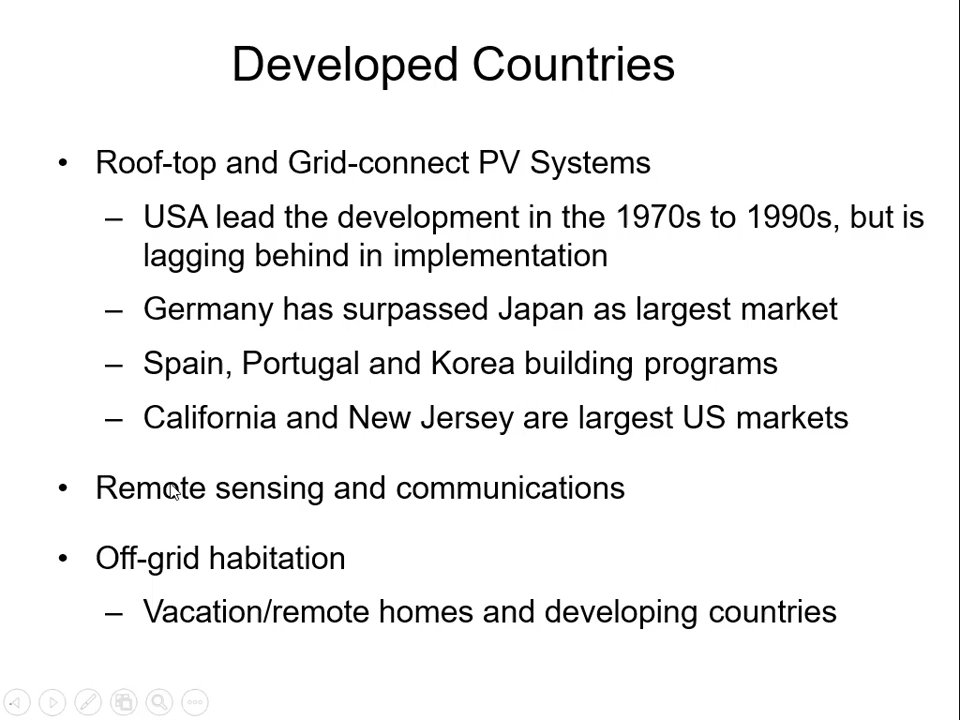 Developed Countries
• Roof-top and Grid-connect PV Systems
– USA lead the development in the 1970s to 1990s, but is
lagging behind in implementation
– Germany has surpassed Japan as largest market
– Spain, Portugal and Korea building programs
– California and New Jersey are largest US markets
• Remote sensing and communications
• Off-grid habitation
– Vacation/remote homes and developing countries